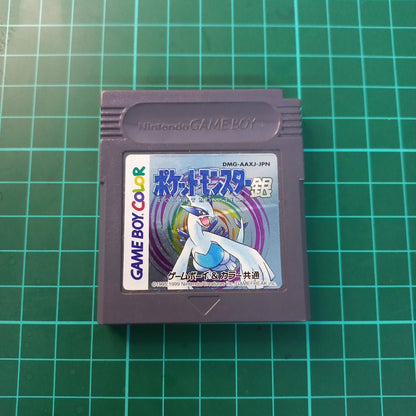 Nintendo GAME BOY
DMG-AAXJ-JPN
ポケットモンスター銀
GAME BOY COLOR
ゲームボーイ&カラー共通